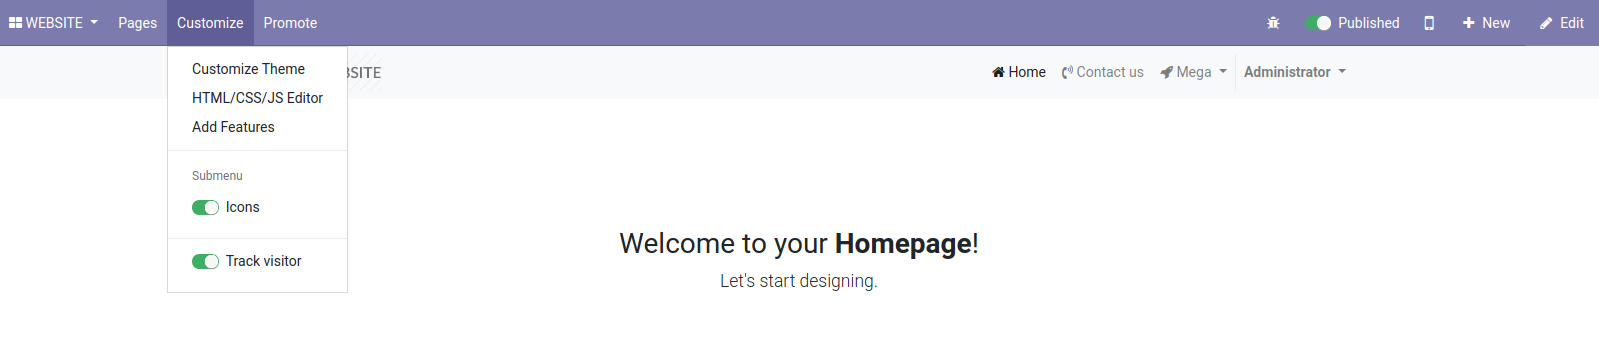 WEBSITE Pages Customize Promote Published New Edit
Customize Theme
HTML/CSS/JS Editor
Add Features
Submenu
Icons
Track visitor
SITE Home Contact us Mega Administrator
Welcome to your Homepage!
Let's start designing.